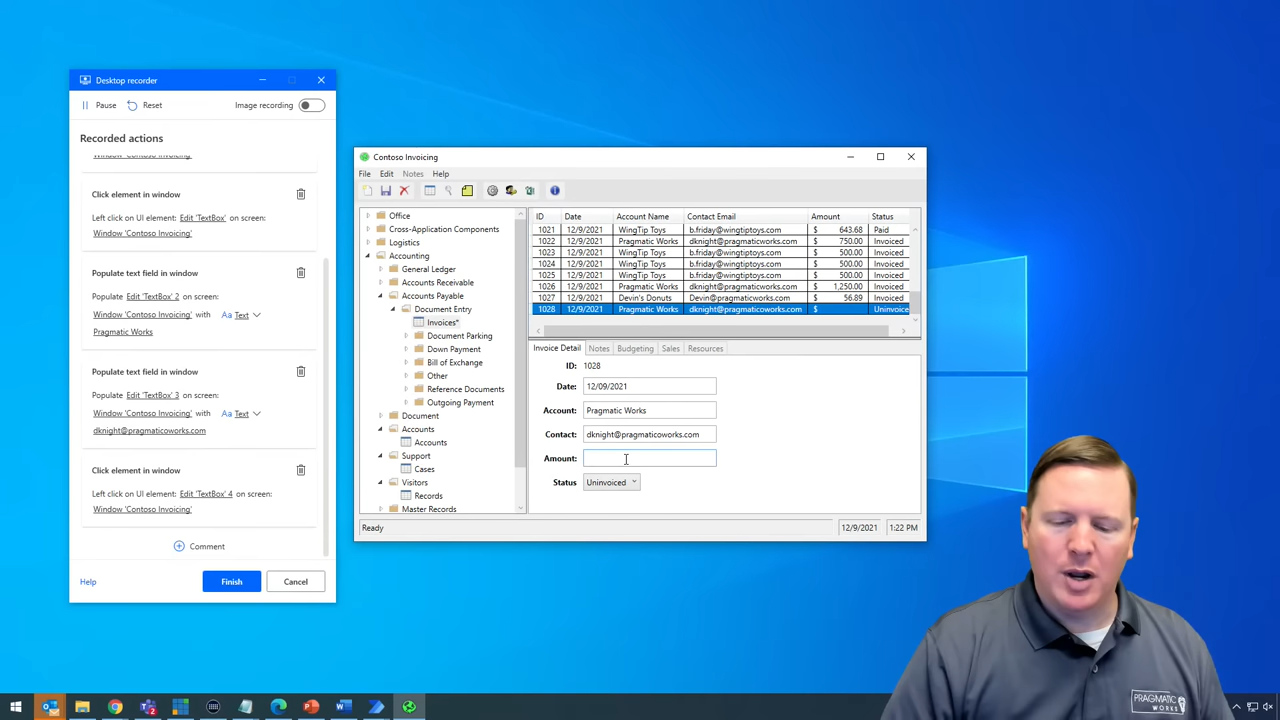 Desktop recorder
Pause
Reset
Image recording
Recorded actions
Window 'Contoso Invoicing'
Click element in window
Left click on UI element: Edit 'TextBox' on screen:
Window 'Contoso Invoicing'
Populate text field in window
Populate Edit 'TextBox' 2 on screen:
Window 'Contoso Invoicing' with Aa Text
Pragmatic Works
Populate text field in window
Populate Edit 'TextBox' 3 on screen:
Window 'Contoso Invoicing' with Aa Text
dknight@pragmaticoworks.com
Click element in window
Left click on UI element: Edit 'TextBox' 4 on screen:
Window 'Contoso Invoicing'
Comment
Help
Finish
Cancel
Contoso Invoicing
File Edit Notes Help
Office
Cross-Application Components
Logistics
Accounting
General Ledger
Accounts Receivable
Accounts Payable
Document Entry
Invoices*
Document Parking
Down Payment
Bill of Exchange
Other
Reference Documents
Outgoing Payment
Document
Accounts
Accounts
Support
Cases
Visitors
Records
Master Records
ID Date Account Name Contact Email Amount Status
1021 12/9/2021 WingTip Toys b.friday@wingtiptoys.com $ 643.68 Paid
1022 12/9/2021 Pragmatic Works dknight@pragmaticworks.com $ 750.00 Invoiced
1023 12/9/2021 WingTip Toys b.friday@wingtiptoys.com $ 500.00 Invoiced
1024 12/9/2021 WingTip Toys b.friday@wingtiptoys.com $ 500.00 Invoiced
1025 12/9/2021 WingTip Toys b.friday@wingtiptoys.com $ 500.00 Invoiced
1026 12/9/2021 Pragmatic Works dknight@pragmaticworks.com $ 1,250.00 Invoiced
1027 12/9/2021 Devin's Donuts Devin@pragmaticworks.com $ 56.89 Invoiced
1028 12/9/2021 Pragmatic Works dknight@pragmaticoworks.com $ Uninvoice
Invoice Detail Notes Budgeting Sales Resources
ID: 1028
Date: 12/09/2021
Account: Pragmatic Works
Contact: dknight@pragmaticoworks.com
Amount:
Status Uninvoiced
Ready
12/9/2021 1:22 PM
PRAGMATIC
WORKS